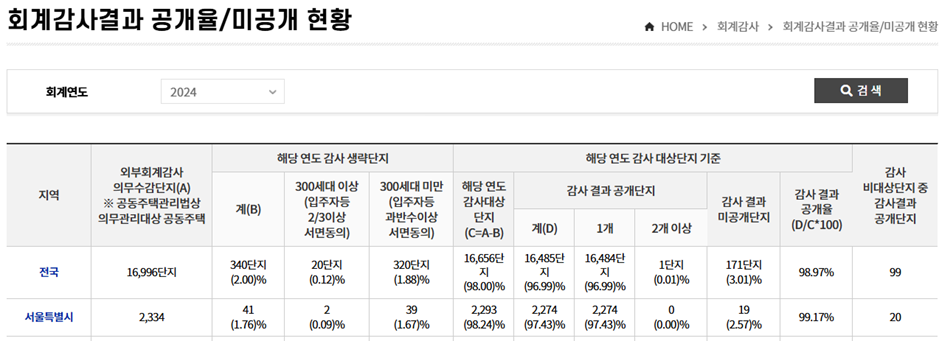 회계감사결과 공개율/미공개 현황
HOME > 회계감사 > 회계감사결과 공개율/미공개 현황
회계연도
2024
검 색
지역
외부회계감사
의무수감단지(A)
※ 공동주택관리법상
의무관리대상 공동주택
해당 연도 감사 생략단지
계(B)
300세대 이상
(입주자등
2/3이상
서면동의)
300세대 미만
(입주자등
과반수이상
서면동의)
해당 연도 감사 대상단지 기준
해당 연도
감사대상
단지
(C=A-B)
감사 결과 공개단지
계(D)
1개
2개 이상
감사 결과
미공개단지
감사 결과
공개율
(D/C*100)
감사
비대상단지 중
감사결과
공개단지
전국
16,996단지
340단지
(2.00)%
20단지
(0.12)%
320단지
(1.88)%
16,656단
지
(98.00)%
16,485단
지
(96.99)%
16,484단
지
(96.99)%
1단지
(0.01)%
171단지
(3.01)%
98.97%
99
서울특별시
2,334
41
(1.76)%
2
(0.09)%
39
(1.67)%
2,293
(98.24)%
2,274
(97.43)%
2,274
(97.43)%
0
(0.00)%
19
(2.57)%
99.17%
20